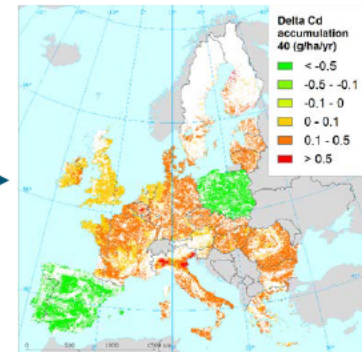 Delta Cd
accumulation
40 (g/ha/yr)
< -0.5
-0.5 - -0.1
-0.1 - 0
0 - 0.1
0.1 - 0.5
> 0.5
0 500 1000